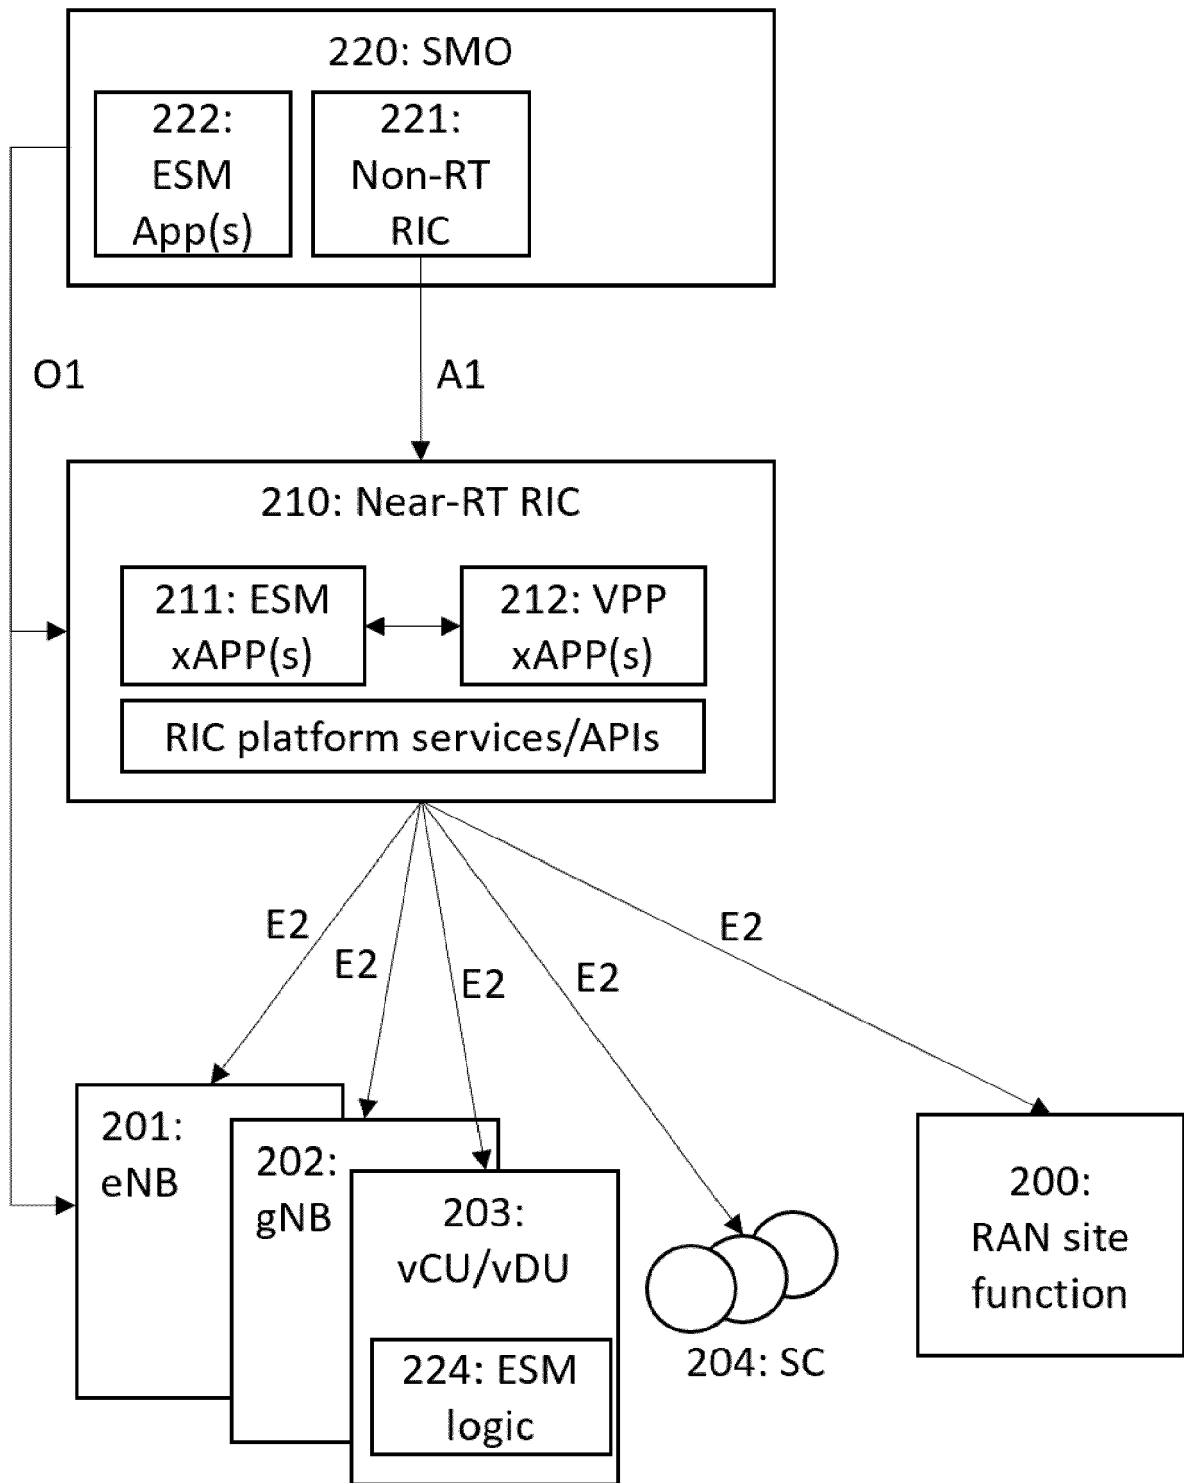 220: SMO
222:
ESM
App(s)
221:
Non-RT
RIC
O1
A1
210: Near-RT RIC
211: ESM
xAPP(s)
212: VPP
xAPP(s)
RIC platform services/APIs
E2
E2
E2
E2
E2
201:
eNB
202:
gNB
203:
vCU/vDU
224: ESM
logic
204: SC
200:
RAN site
function